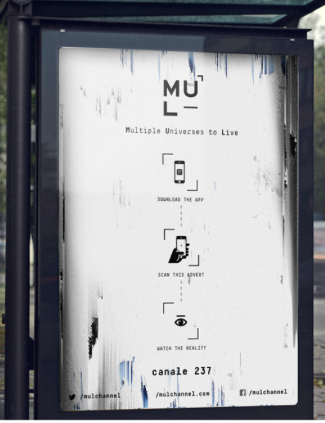 MU
L
Multiple Universes to Live
DOWNLOAD THE APP
SCAN THIS ADVERT
WATCH THE REALITY
canale 237
/mulchannel
/mulchannel.com
/mulchannel